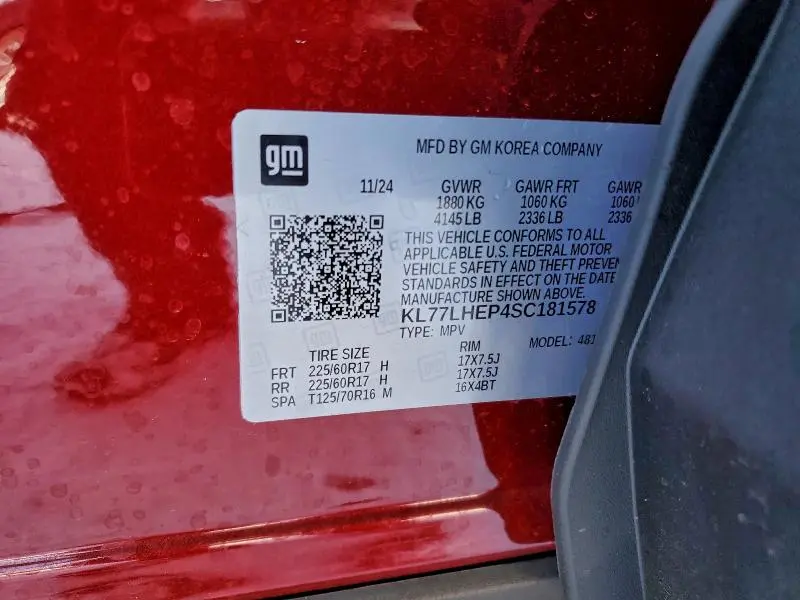 gm
MFD BY GM KOREA COMPANY
11/24 GVWR GAWR FRT GAWR
1880 KG 1060 KG 1060
4145 LB 2336 LB 2336
THIS VEHICLE CONFORMS TO ALL
APPLICABLE U.S. FEDERAL MOTOR
VEHICLE SAFETY AND THEFT
STANDARDS IN EFFECT ON THE DATE
MANUFACTURE SHOWN ABOVE.
KL77LHEP4SC181578
TYPE: MPV MODEL: 481
TIRE SIZE RIM
FRT 225/60R17 H 17X7.5J
RR 225/60R17 H 17X7.5J
SPA T125/70R16 M 16X4BT